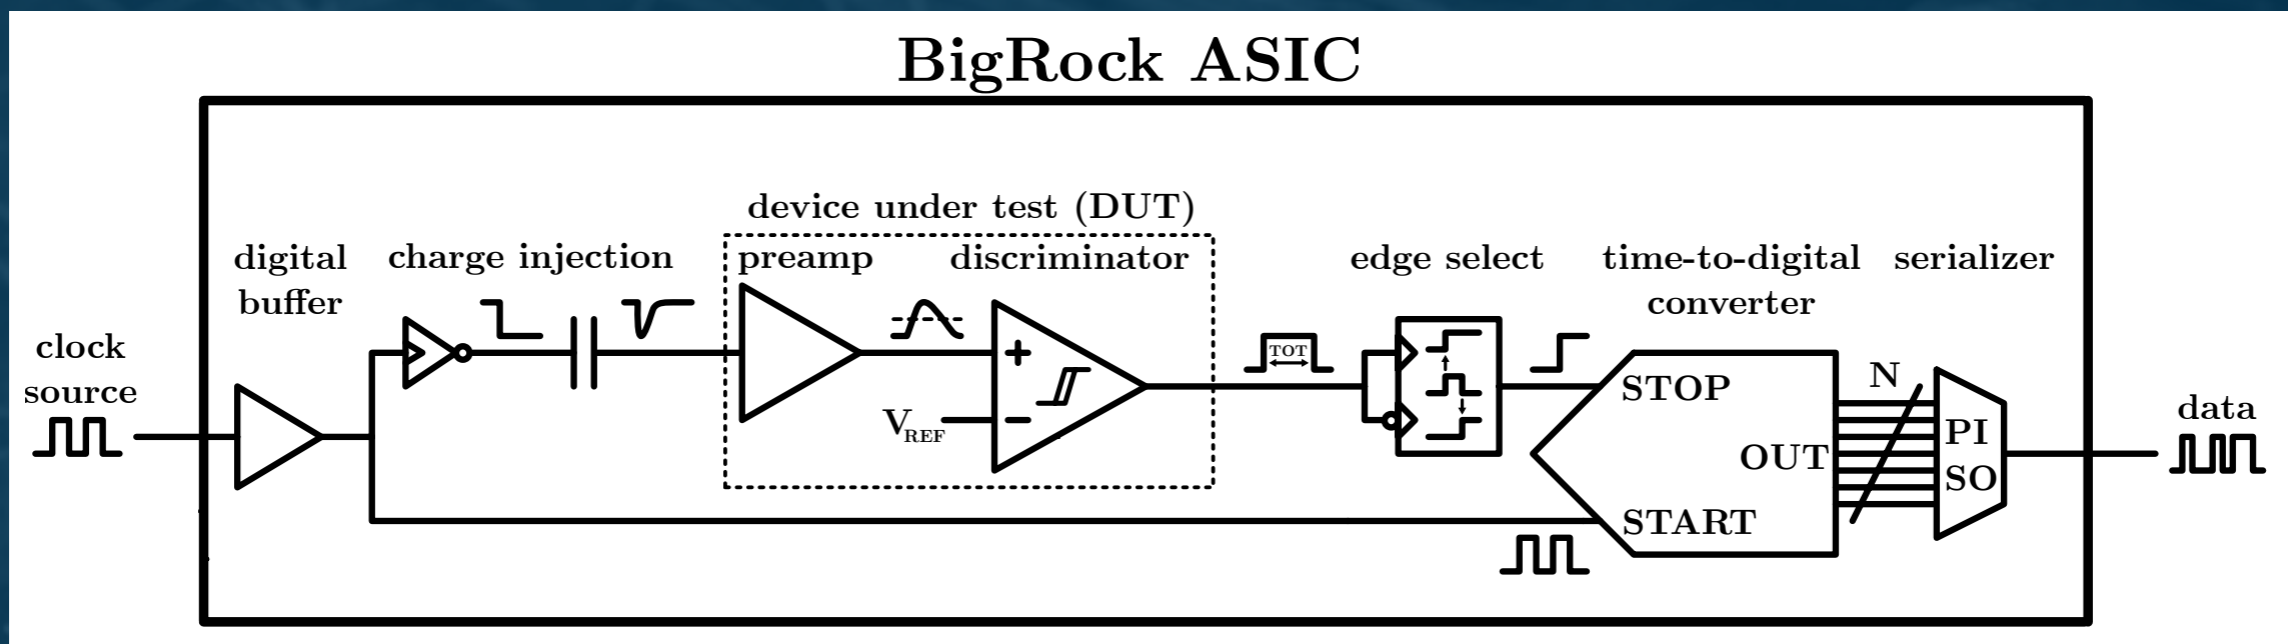 BigRock ASIC
device under test (DUT)
digital
buffer
charge injection
preamp
discriminator
edge select
time-to-digital
converter
serializer
clock
source
TOT
+
VREF
−
STOP
OUT
START
N
PI
SO
data